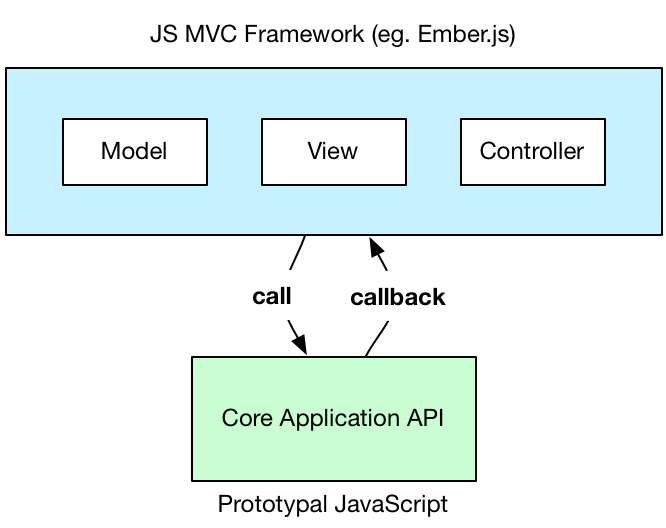 JS MVC Framework (eg. Ember.js)
Model
View
Controller
call
callback
Core Application API
Prototypal JavaScript